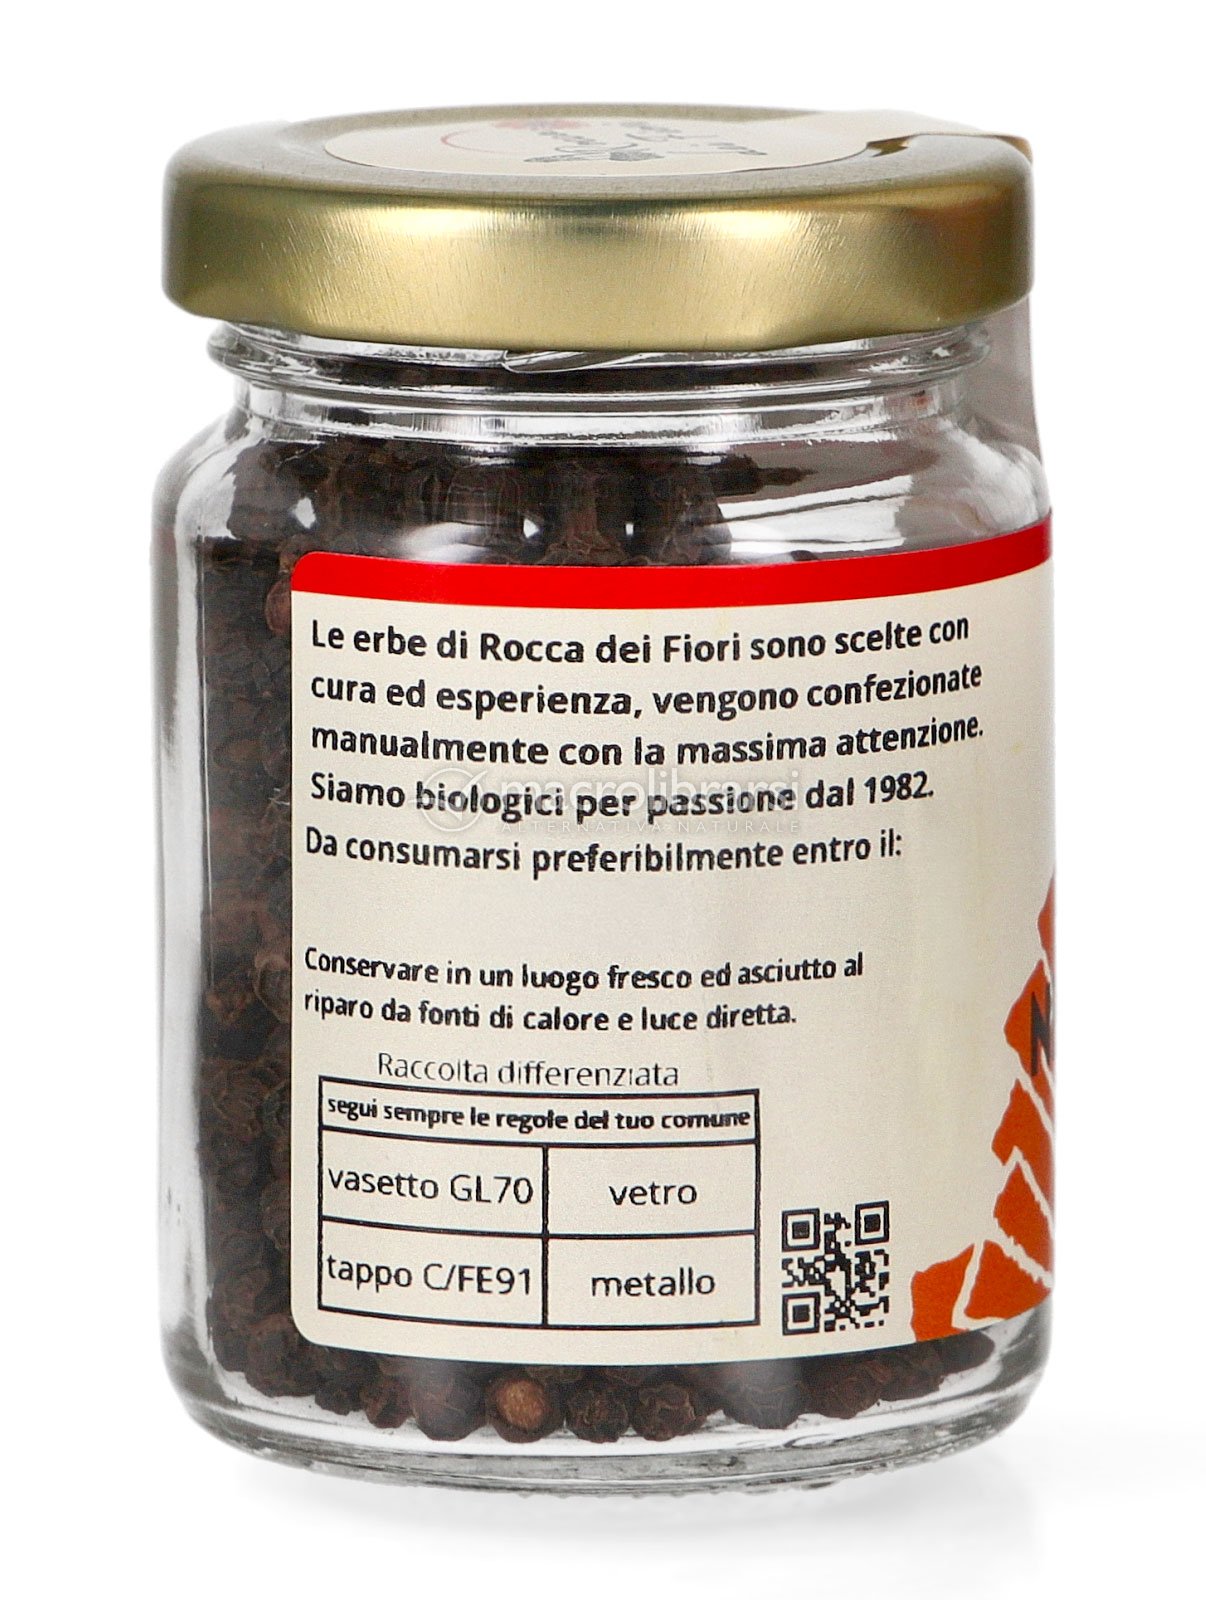 Le erbe di Rocca dei Fiori sono scelte con
cura ed esperienza, vengono confezionate
manualmente con la massima attenzione.
Siamo biologici per passione dal 1982.
macrolibrarsi
ALTERNATIVA NATURALE
Da consumarsi preferibilmente entro il:
Conservare in un luogo fresco ed asciutto al
riparo da fonti di calore e luce diretta.
Raccolta differenziata
segui sempre le regole del tuo comune
vasetto GL70 vetro
tappo C/FE91 metallo
N